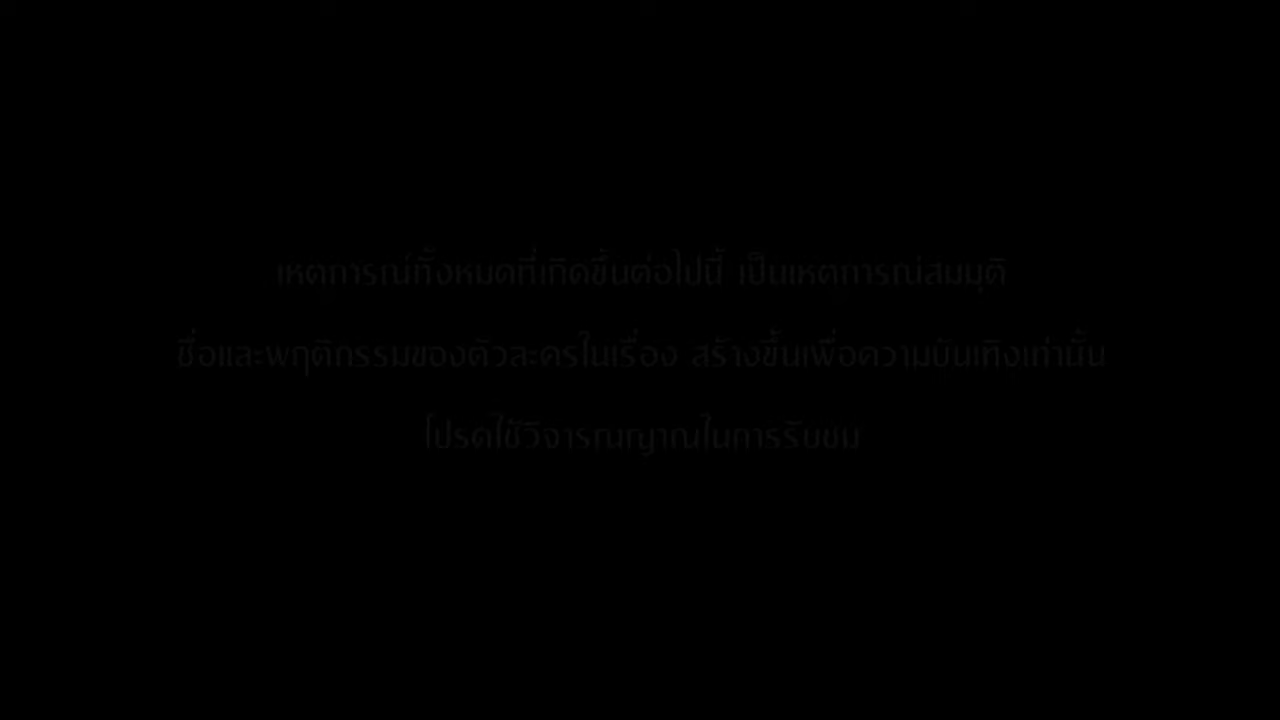 เหตุการณ์ทั้งหมดที่เกิดขึ้นต่อไปนี้ เป็นเหตุการณ์สมมุติ
ชื่อและพฤติกรรมของตัวละครในเรื่อง สร้างขึ้นเพื่อความบันเทิงเท่านั้น
โปรดใช้วิจารณญาณในการรับชม